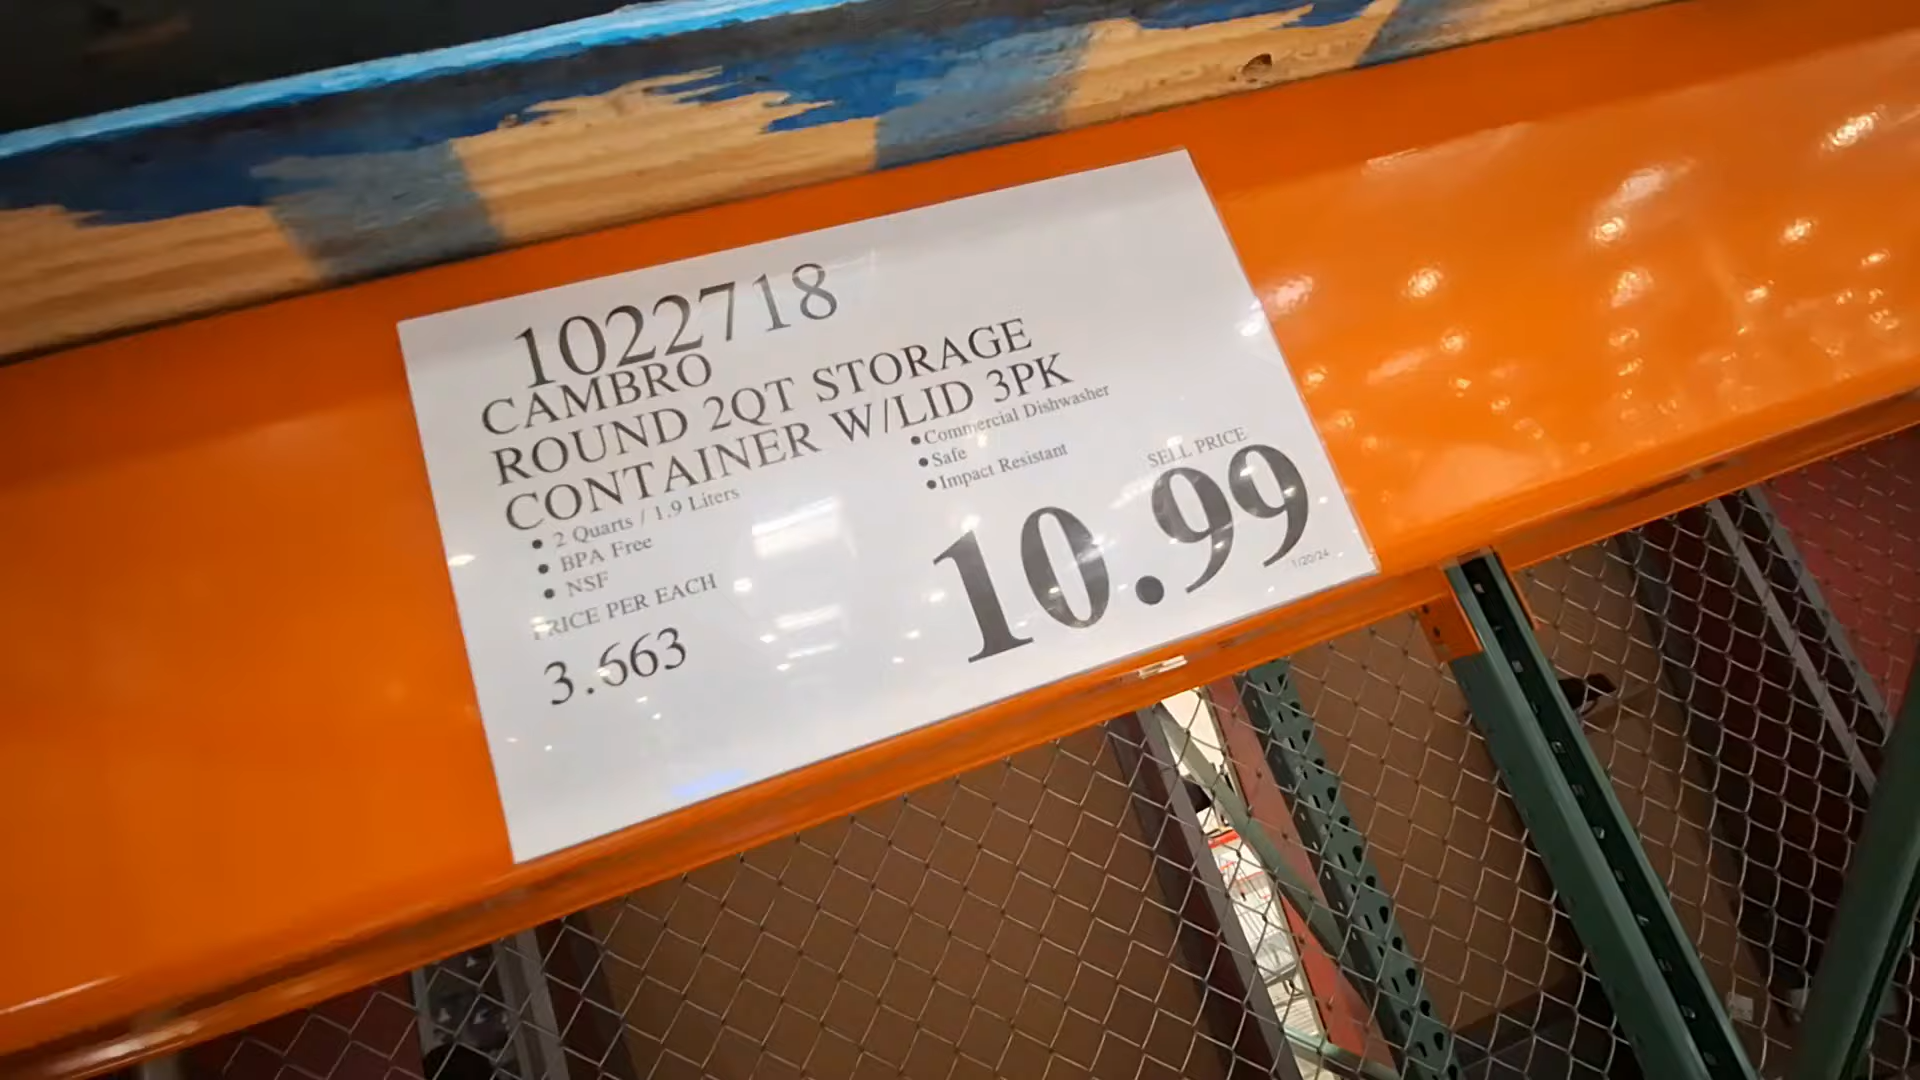 1022718
CAMBRO
ROUND 2QT STORAGE
CONTAINER W/LID 3PK
• 2 Quarts / 1.9 Liters
• BPA Free
• NSF
• Commercial Dishwasher
• Safe
• Impact Resistant
PRICE PER EACH
3.663
SELL PRICE
10.99
1/20/24